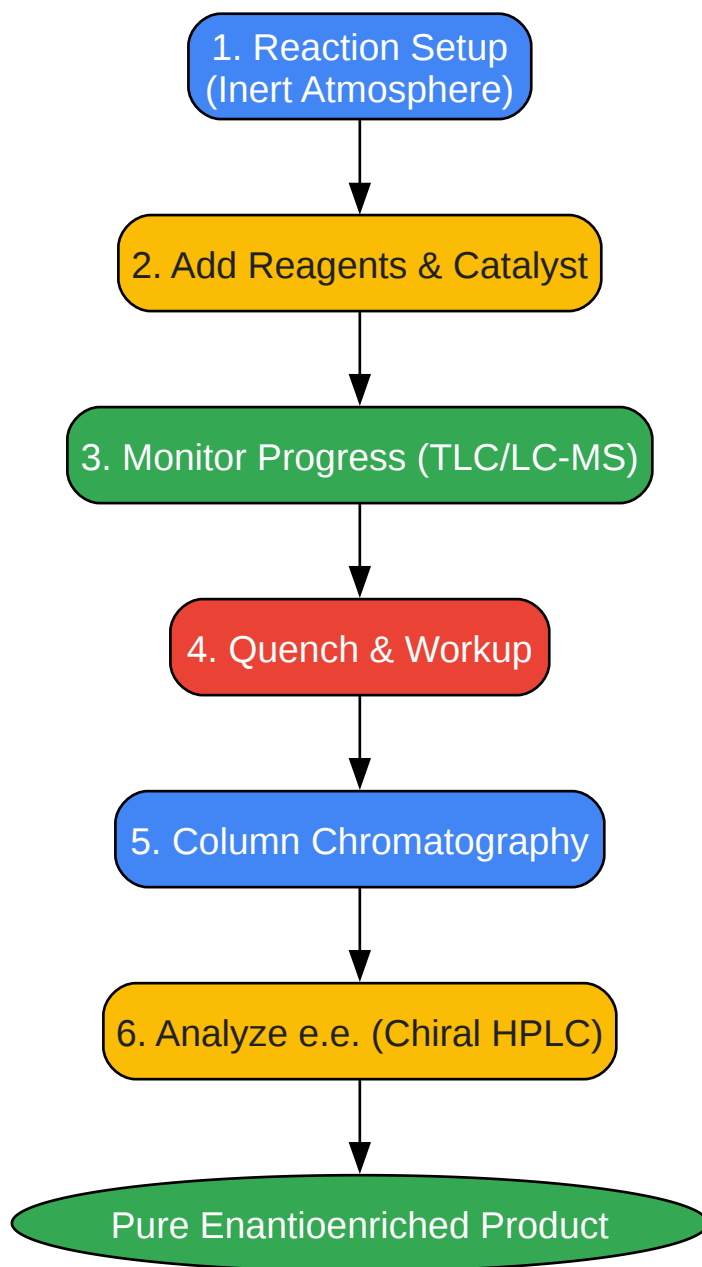 1. Reaction Setup
(Inert Atmosphere)
2. Add Reagents & Catalyst
3. Monitor Progress (TLC/LC-MS)
4. Quench & Workup
5. Column Chromatography
6. Analyze e.e. (Chiral HPLC)
Pure Enantioenriched Product